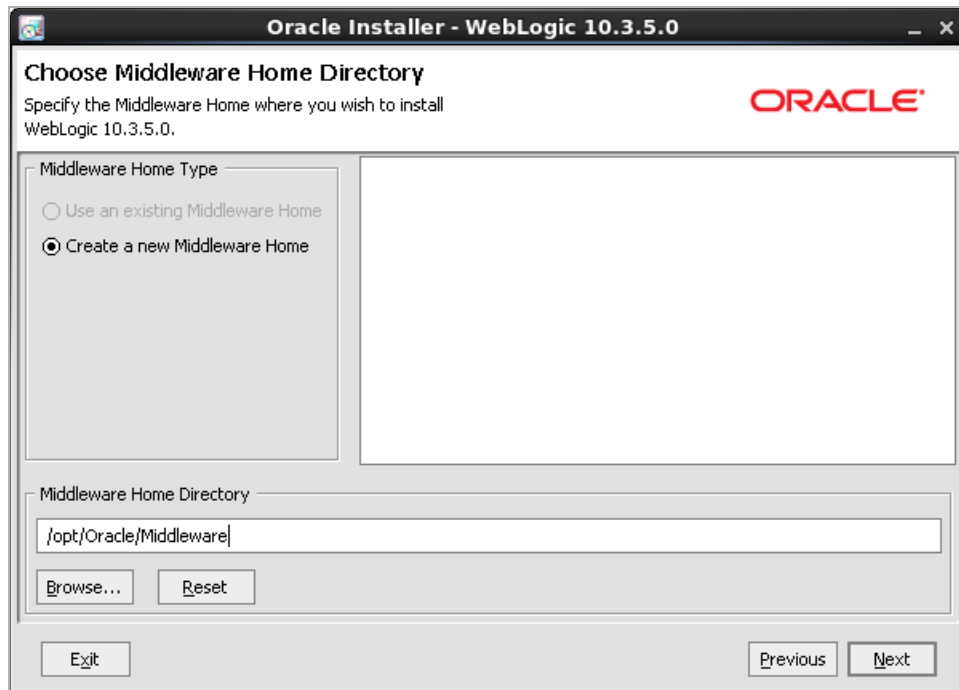 Oracle Installer - WebLogic 10.3.5.0
Choose Middleware Home Directory
Specify the Middleware Home where you wish to install
WebLogic 10.3.5.0.
ORACLE
Middleware Home Type
Use an existing Middleware Home
Create a new Middleware Home
Middleware Home Directory
/opt/Oracle/Middleware
Browse... Reset
Exit Previous Next